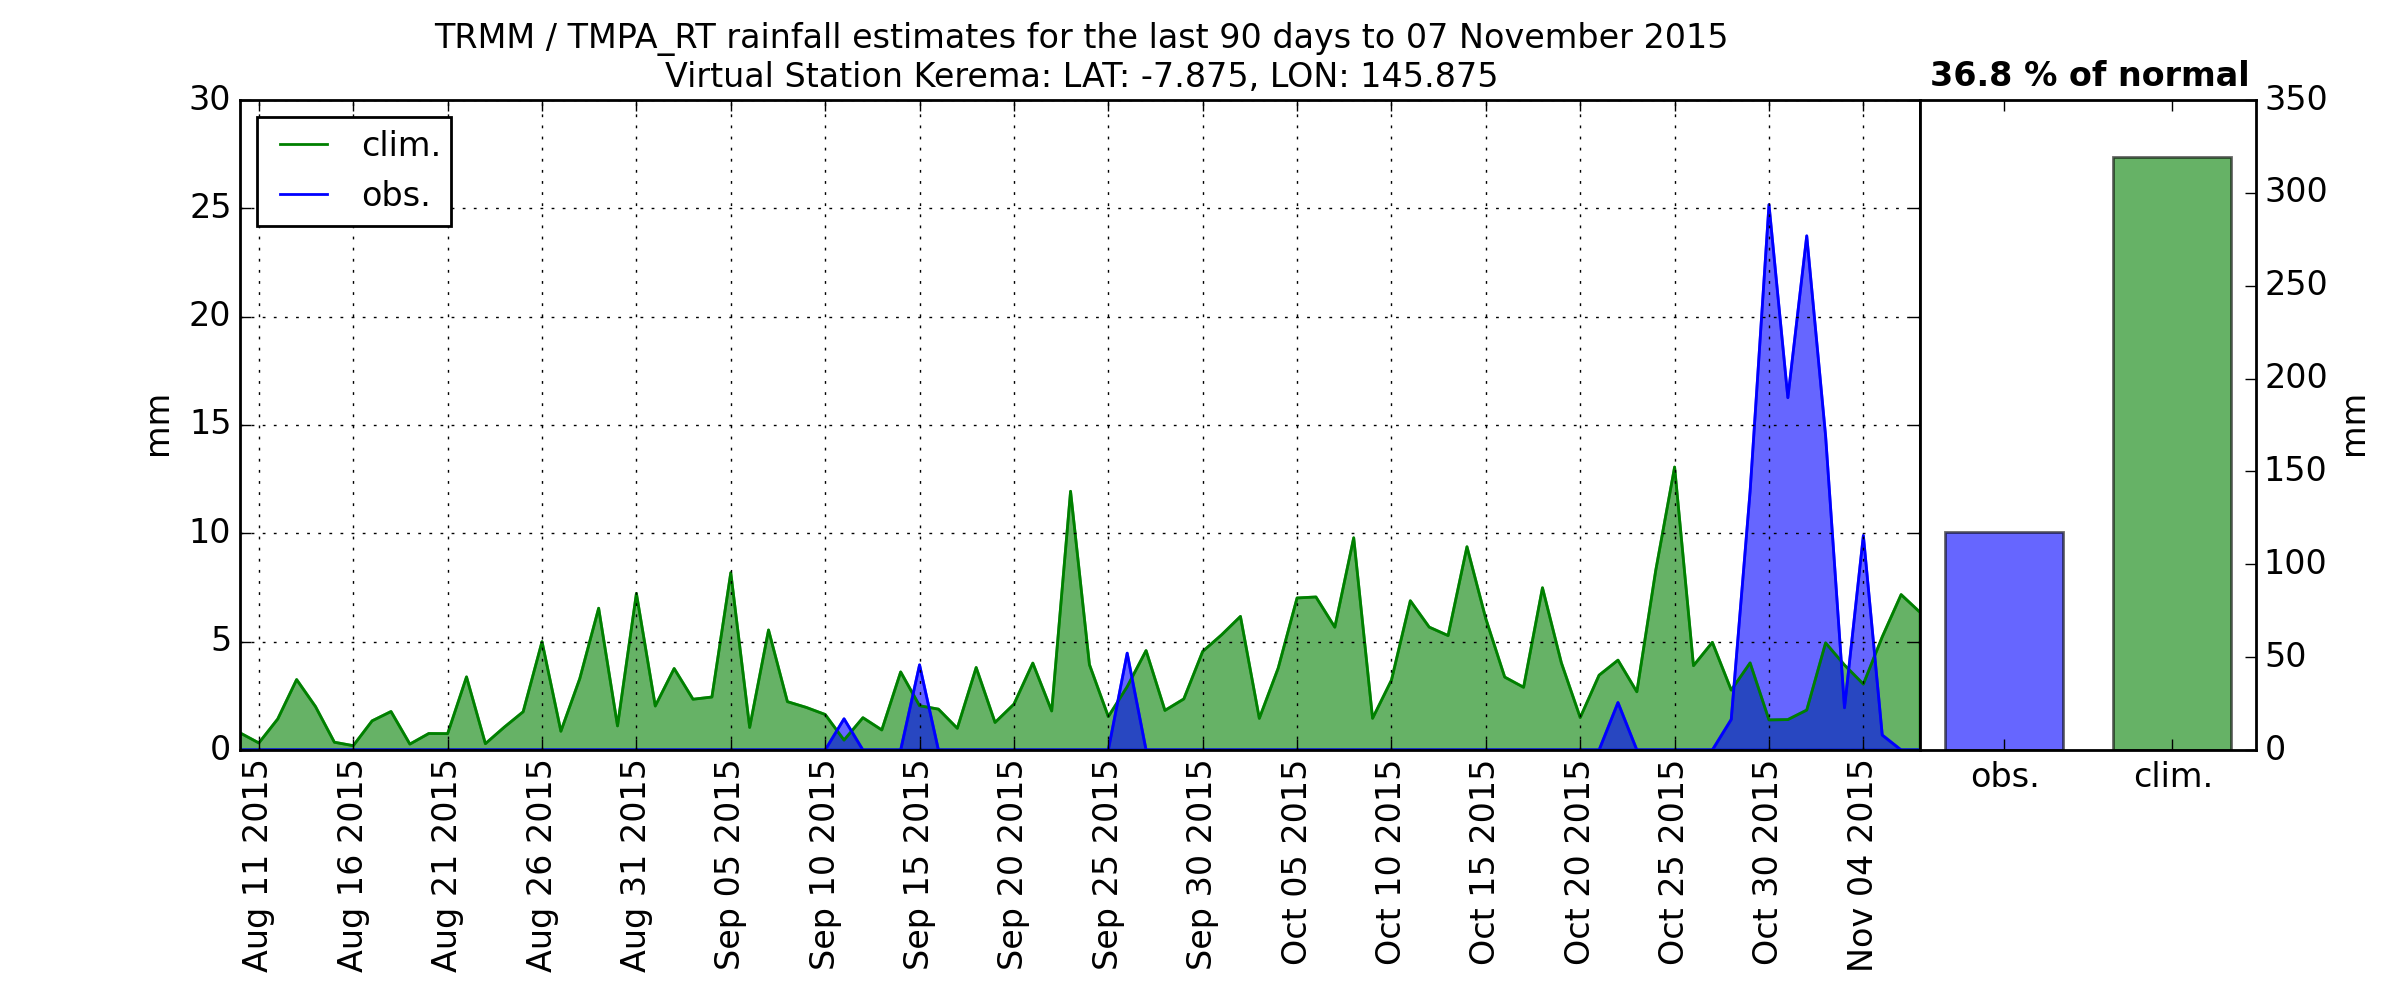 TRMM / TMPA_RT rainfall estimates for the last 90 days to 07 November 2015
Virtual Station Kerema: LAT: -7.875, LON: 145.875
36.8 % of normal
30
25
20
15
10
5
0
mm
clim.
obs.
350
300
250
200
150
100
50
0
mm
obs.
clim.
Aug 11 2015
Aug 16 2015
Aug 21 2015
Aug 26 2015
Aug 31 2015
Sep 05 2015
Sep 10 2015
Sep 15 2015
Sep 20 2015
Sep 25 2015
Sep 30 2015
Oct 05 2015
Oct 10 2015
Oct 15 2015
Oct 20 2015
Oct 25 2015
Oct 30 2015
Nov 04 2015